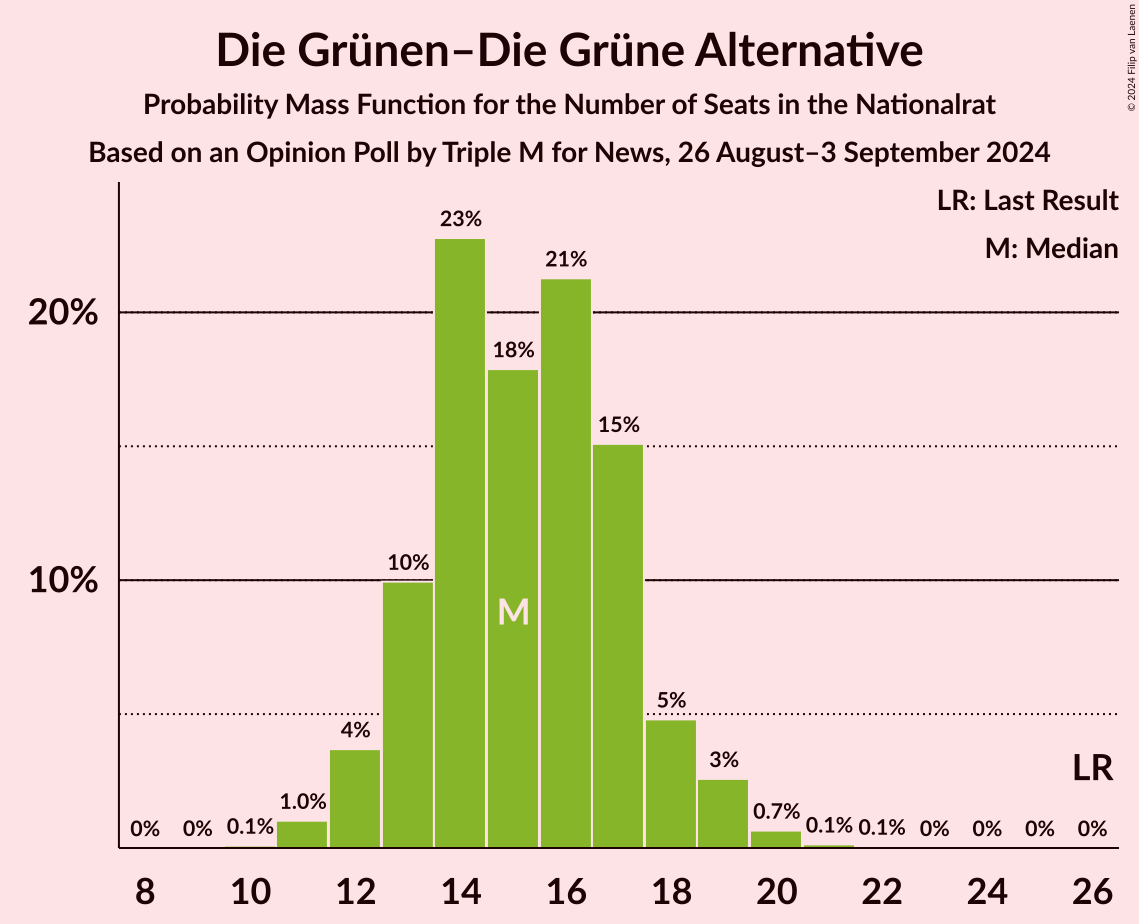 Die Grünen–Die Grüne Alternative
Probability Mass Function for the Number of Seats in the Nationalrat
Based on an Opinion Poll by Triple M for News, 26 August–3 September 2024
© 2024 Filip van Laenen
LR: Last Result
M: Median
23%
21%
20%
18%
15%
10%
10%
M
5%
4%
3%
LR
1.0%
0.7%
0% 0% 0.1% 0.1% 0.1% 0% 0% 0% 0%
8 10 12 14 16 18 20 22 24 26